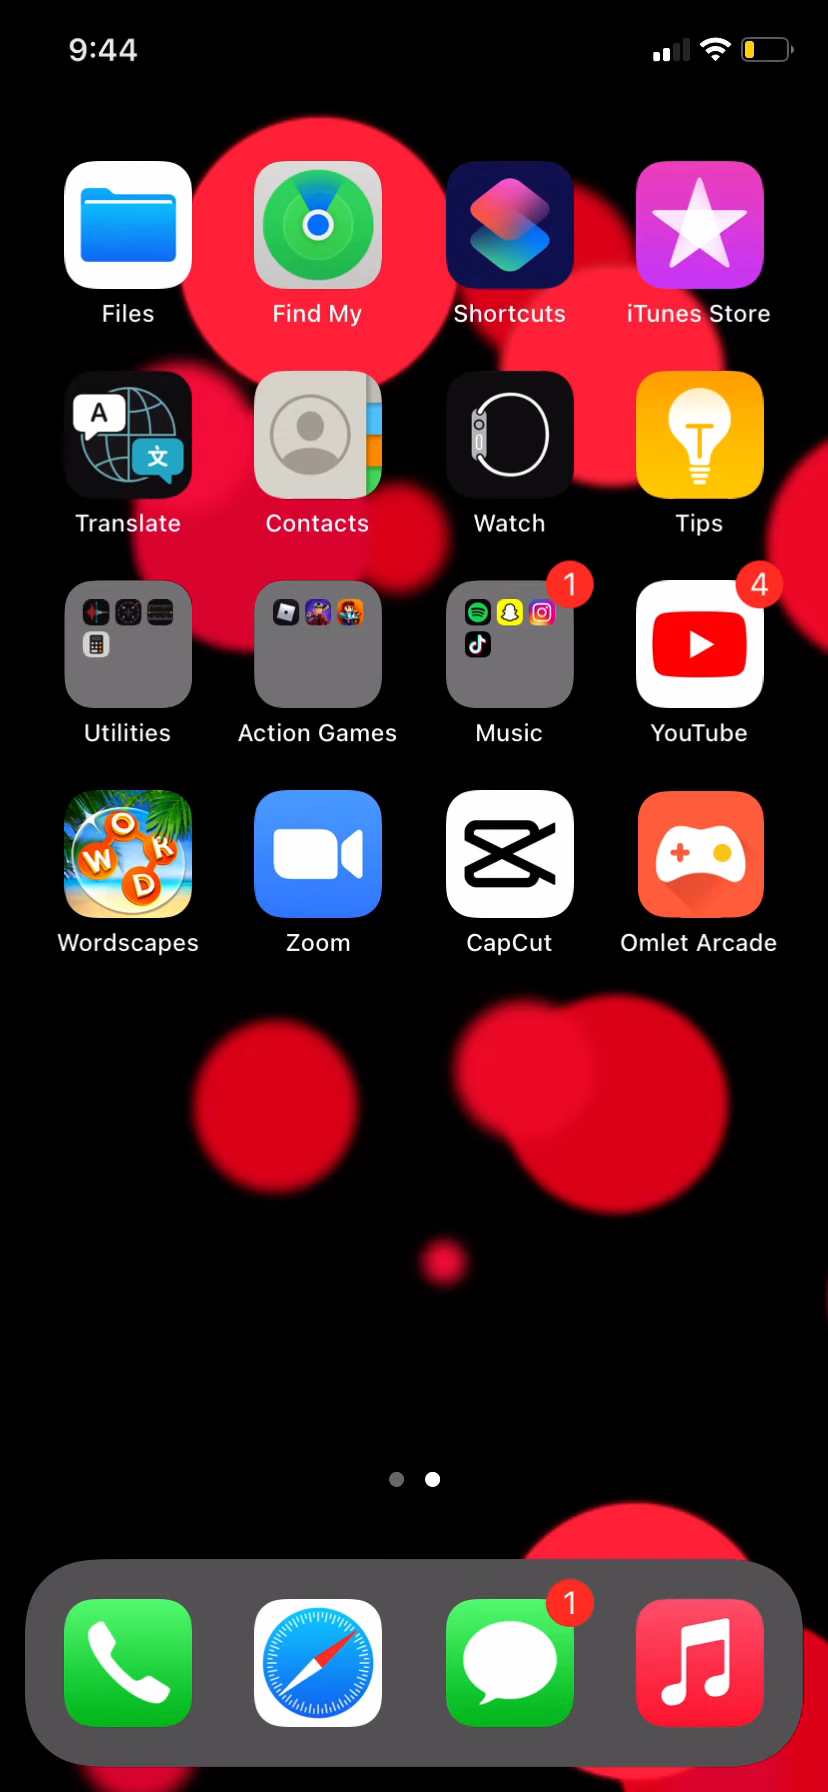 9:44
Files
Find My
Shortcuts
iTunes Store
A
文
Translate
Contacts
Watch
Tips
1
4
Utilities
Action Games
Music
YouTube
W
O
R
D
Wordscapes
Zoom
CapCut
Omlet Arcade
1